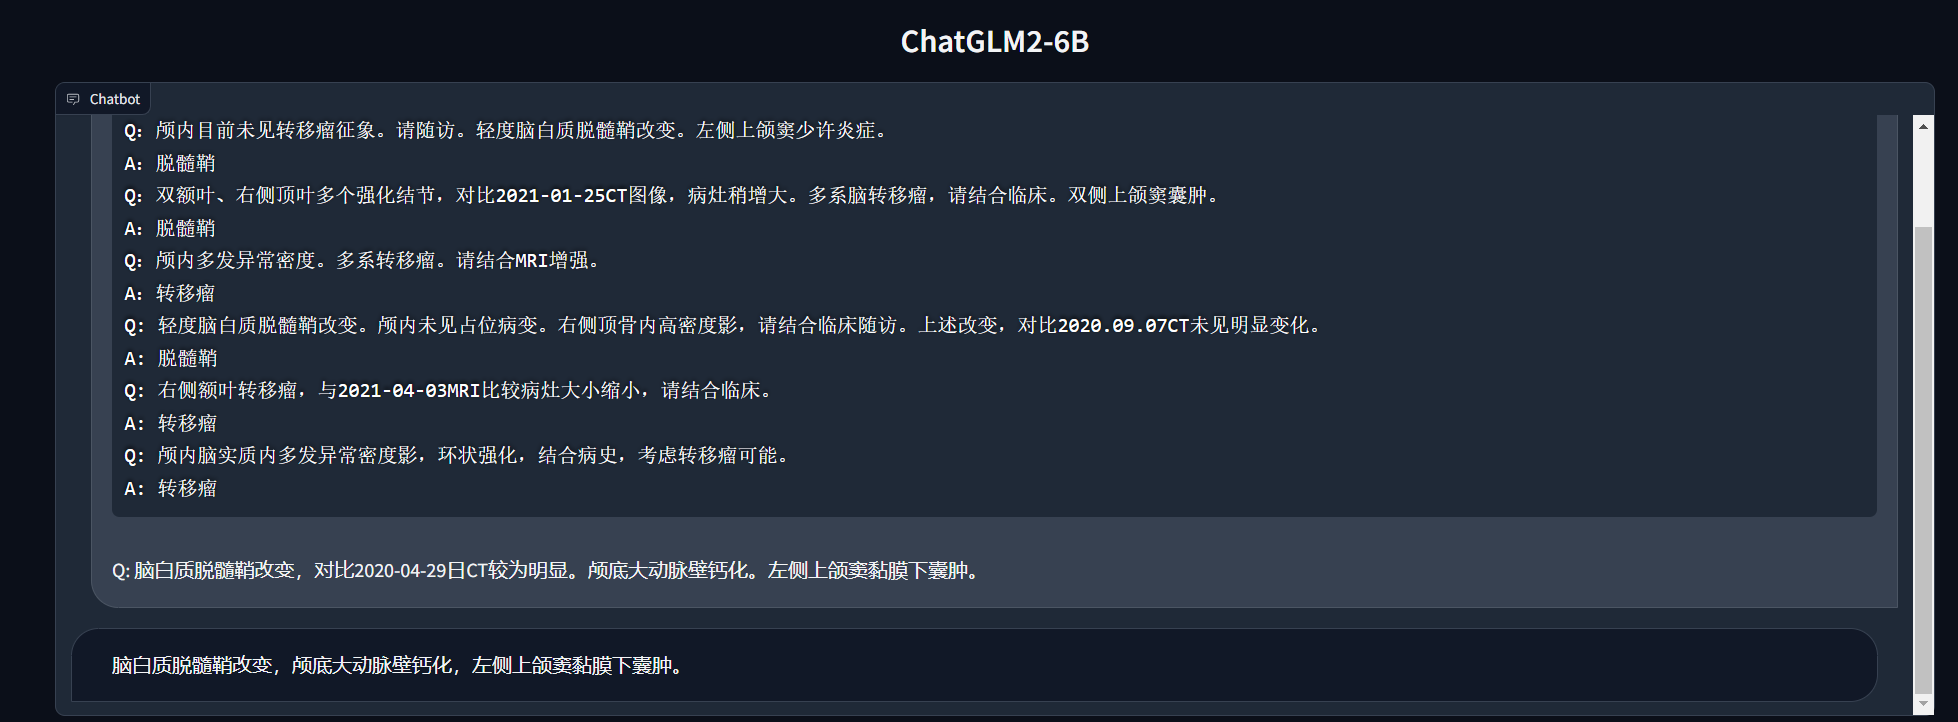 ChatGLM2-6B
Chatbot
Q: 颅内目前未见转移瘤征象。请随访。轻度脑白质脱髓鞘改变。左侧上颌窦少许炎症。
A: 脱髓鞘
Q: 双额叶、右侧顶叶多个强化结节，对比2021-01-25CT图像，病灶稍增大。多系脑转移瘤，请结合临床。双侧上颌窦囊肿。
A: 脱髓鞘
Q: 颅内多发异常密度。多系转移瘤。请结合MRI增强。
A: 转移瘤
Q: 轻度脑白质脱髓鞘改变。颅内未见占位病变。右侧顶骨内高密度影，请结合临床随访。上述改变，对比2020.09.07CT未见明显变化。
A: 脱髓鞘
Q: 右侧额叶转移瘤，与2021-04-03MRI比较病灶大小缩小，请结合临床。
A: 转移瘤
Q: 颅内脑实质内多发异常密度影，环状强化，结合病史，考虑转移瘤可能。
A: 转移瘤
Q: 脑白质脱髓鞘改变，对比2020-04-29日CT较为明显。颅底大动脉壁钙化。左侧上颌窦黏膜下囊肿。
脑白质脱髓鞘改变，颅底大动脉壁钙化，左侧上颌窦黏膜下囊肿。